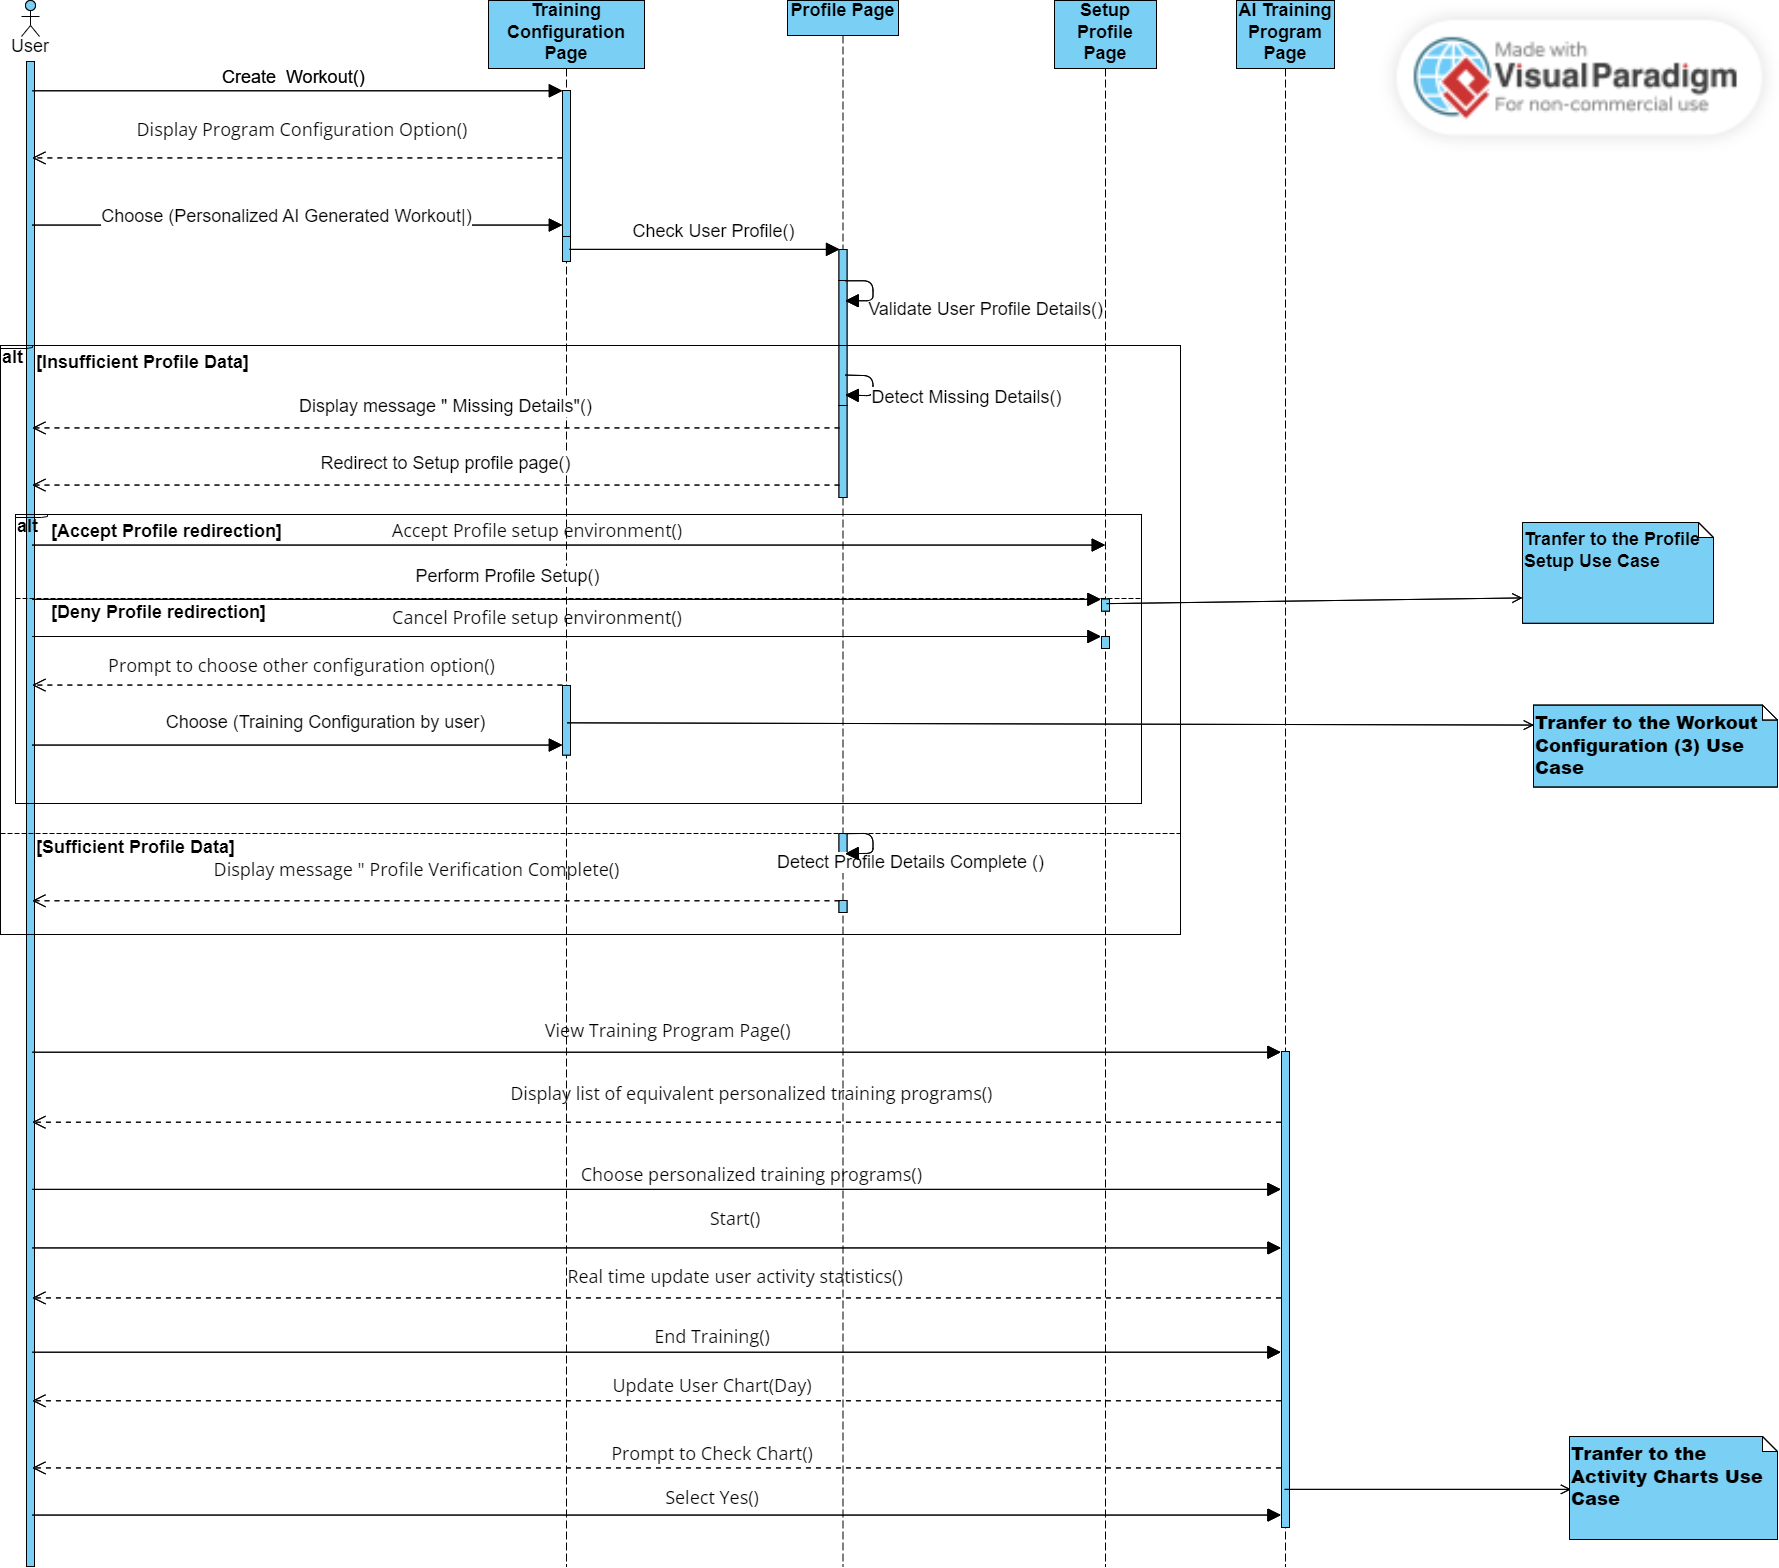 User
Training
Configuration
Page
Profile Page
Setup
Profile
Page
AI Training
Program
Page
Made with
Visual Paradigm
For non-commercial use
Create  Workout()
Display Program Configuration Option()
Choose (Personalized AI Generated Workout|)
Check User Profile()
Validate User Profile Details()
alt
[Insufficient Profile Data]
Detect Missing Details()
Display message " Missing Details"()
Redirect to Setup profile page()
alt
[Accept Profile redirection]
Accept Profile setup environment()
Tranfer to the Profile
Setup Use Case
Perform Profile Setup()
[Deny Profile redirection]
Cancel Profile setup environment()
Prompt to choose other configuration option()
Choose (Training Configuration by user)
Tranfer to the Workout
Configuration (3) Use
Case
[Sufficient Profile Data]
Detect Profile Details Complete ()
Display message " Profile Verification Complete()
View Training Program Page()
Display list of equivalent personalized training programs()
Choose personalized training programs()
Start()
Real time update user activity statistics()
End Training()
Update User Chart(Day)
Prompt to Check Chart()
Tranfer to the
Activity Charts Use
Case
Select Yes()